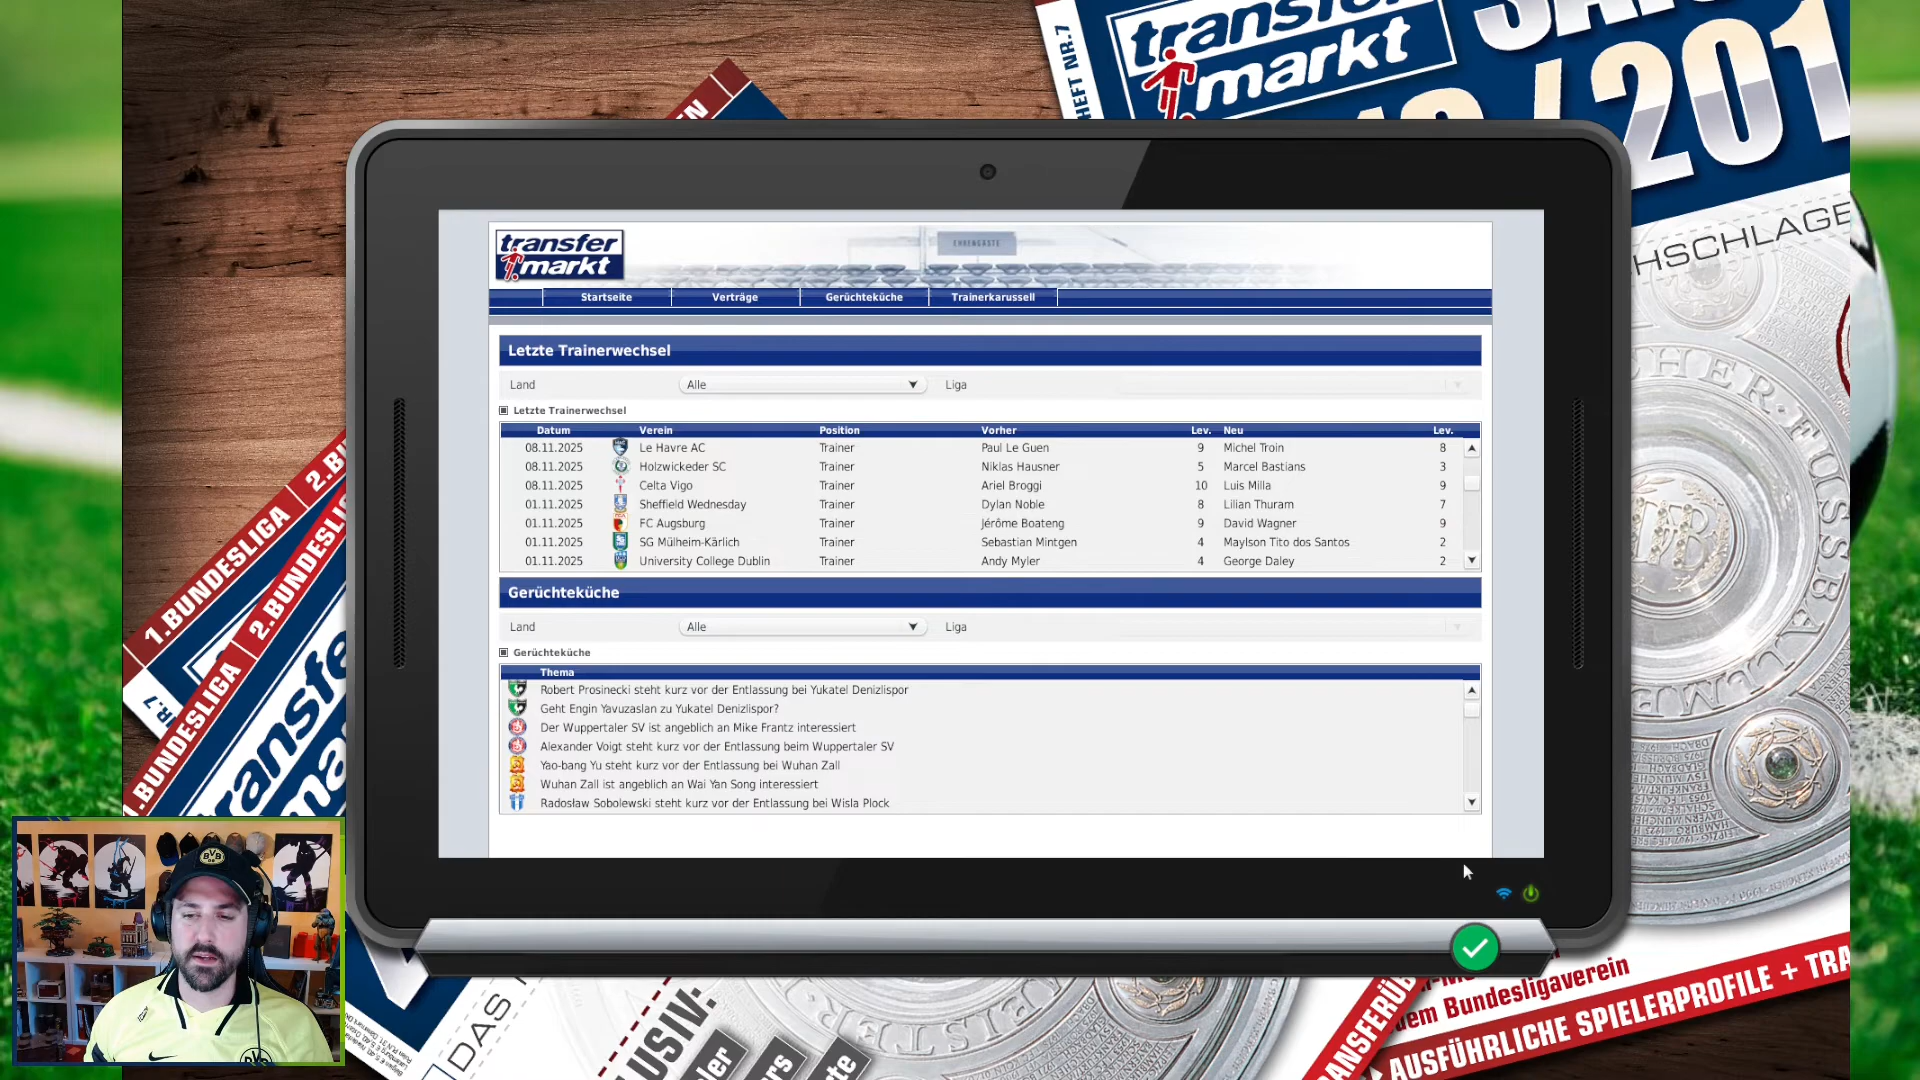 transfer
markt
HEFT NR.7
/ 201
1.BUNDESLIGA
2.BUNDESLIGA
transfer
markt
EHRENGÄSTE
Startseite
Verträge
Gerüchteküche
Trainerkarussell
Letzte Trainerwechsel
Land
Alle
Liga
Letzte Trainerwechsel
Datum Verein Position Vorher Lev. Neu Lev.
08.11.2025 Le Havre AC Trainer Paul Le Guen 9 Michel Troin 8
08.11.2025 Holzwickeder SC Trainer Niklas Hausner 5 Marcel Bastians 3
08.11.2025 Celta Vigo Trainer Ariel Broggi 10 Luis Milla 9
01.11.2025 Sheffield Wednesday Trainer Dylan Noble 8 Lilian Thuram 7
01.11.2025 FC Augsburg Trainer Jérôme Boateng 9 David Wagner 9
01.11.2025 SG Mülheim-Kärlich Trainer Sebastian Mintgen 4 Maylson Tito dos Santos 2
01.11.2025 University College Dublin Trainer Andy Myler 4 George Daley 2
Gerüchteküche
Land
Alle
Liga
Gerüchteküche
Thema
Robert Prosinecki steht kurz vor der Entlassung bei Yukatel Denizlispor
Geht Engin Yavuzaslan zu Yukatel Denizlispor?
Der Wuppertaler SV ist angeblich an Mike Frantz interessiert
Alexander Voigt steht kurz vor der Entlassung beim Wuppertaler SV
Yao-bang Yu steht kurz vor der Entlassung bei Wuhan Zall
Wuhan Zall ist angeblich an Wai Yan Song interessiert
Radosław Sobolewski steht kurz vor der Entlassung bei Wisla Plock
BVB
DAS
dem Bundesligaverein
AUSFÜHRLICHE SPIELERPROFILE + TRA